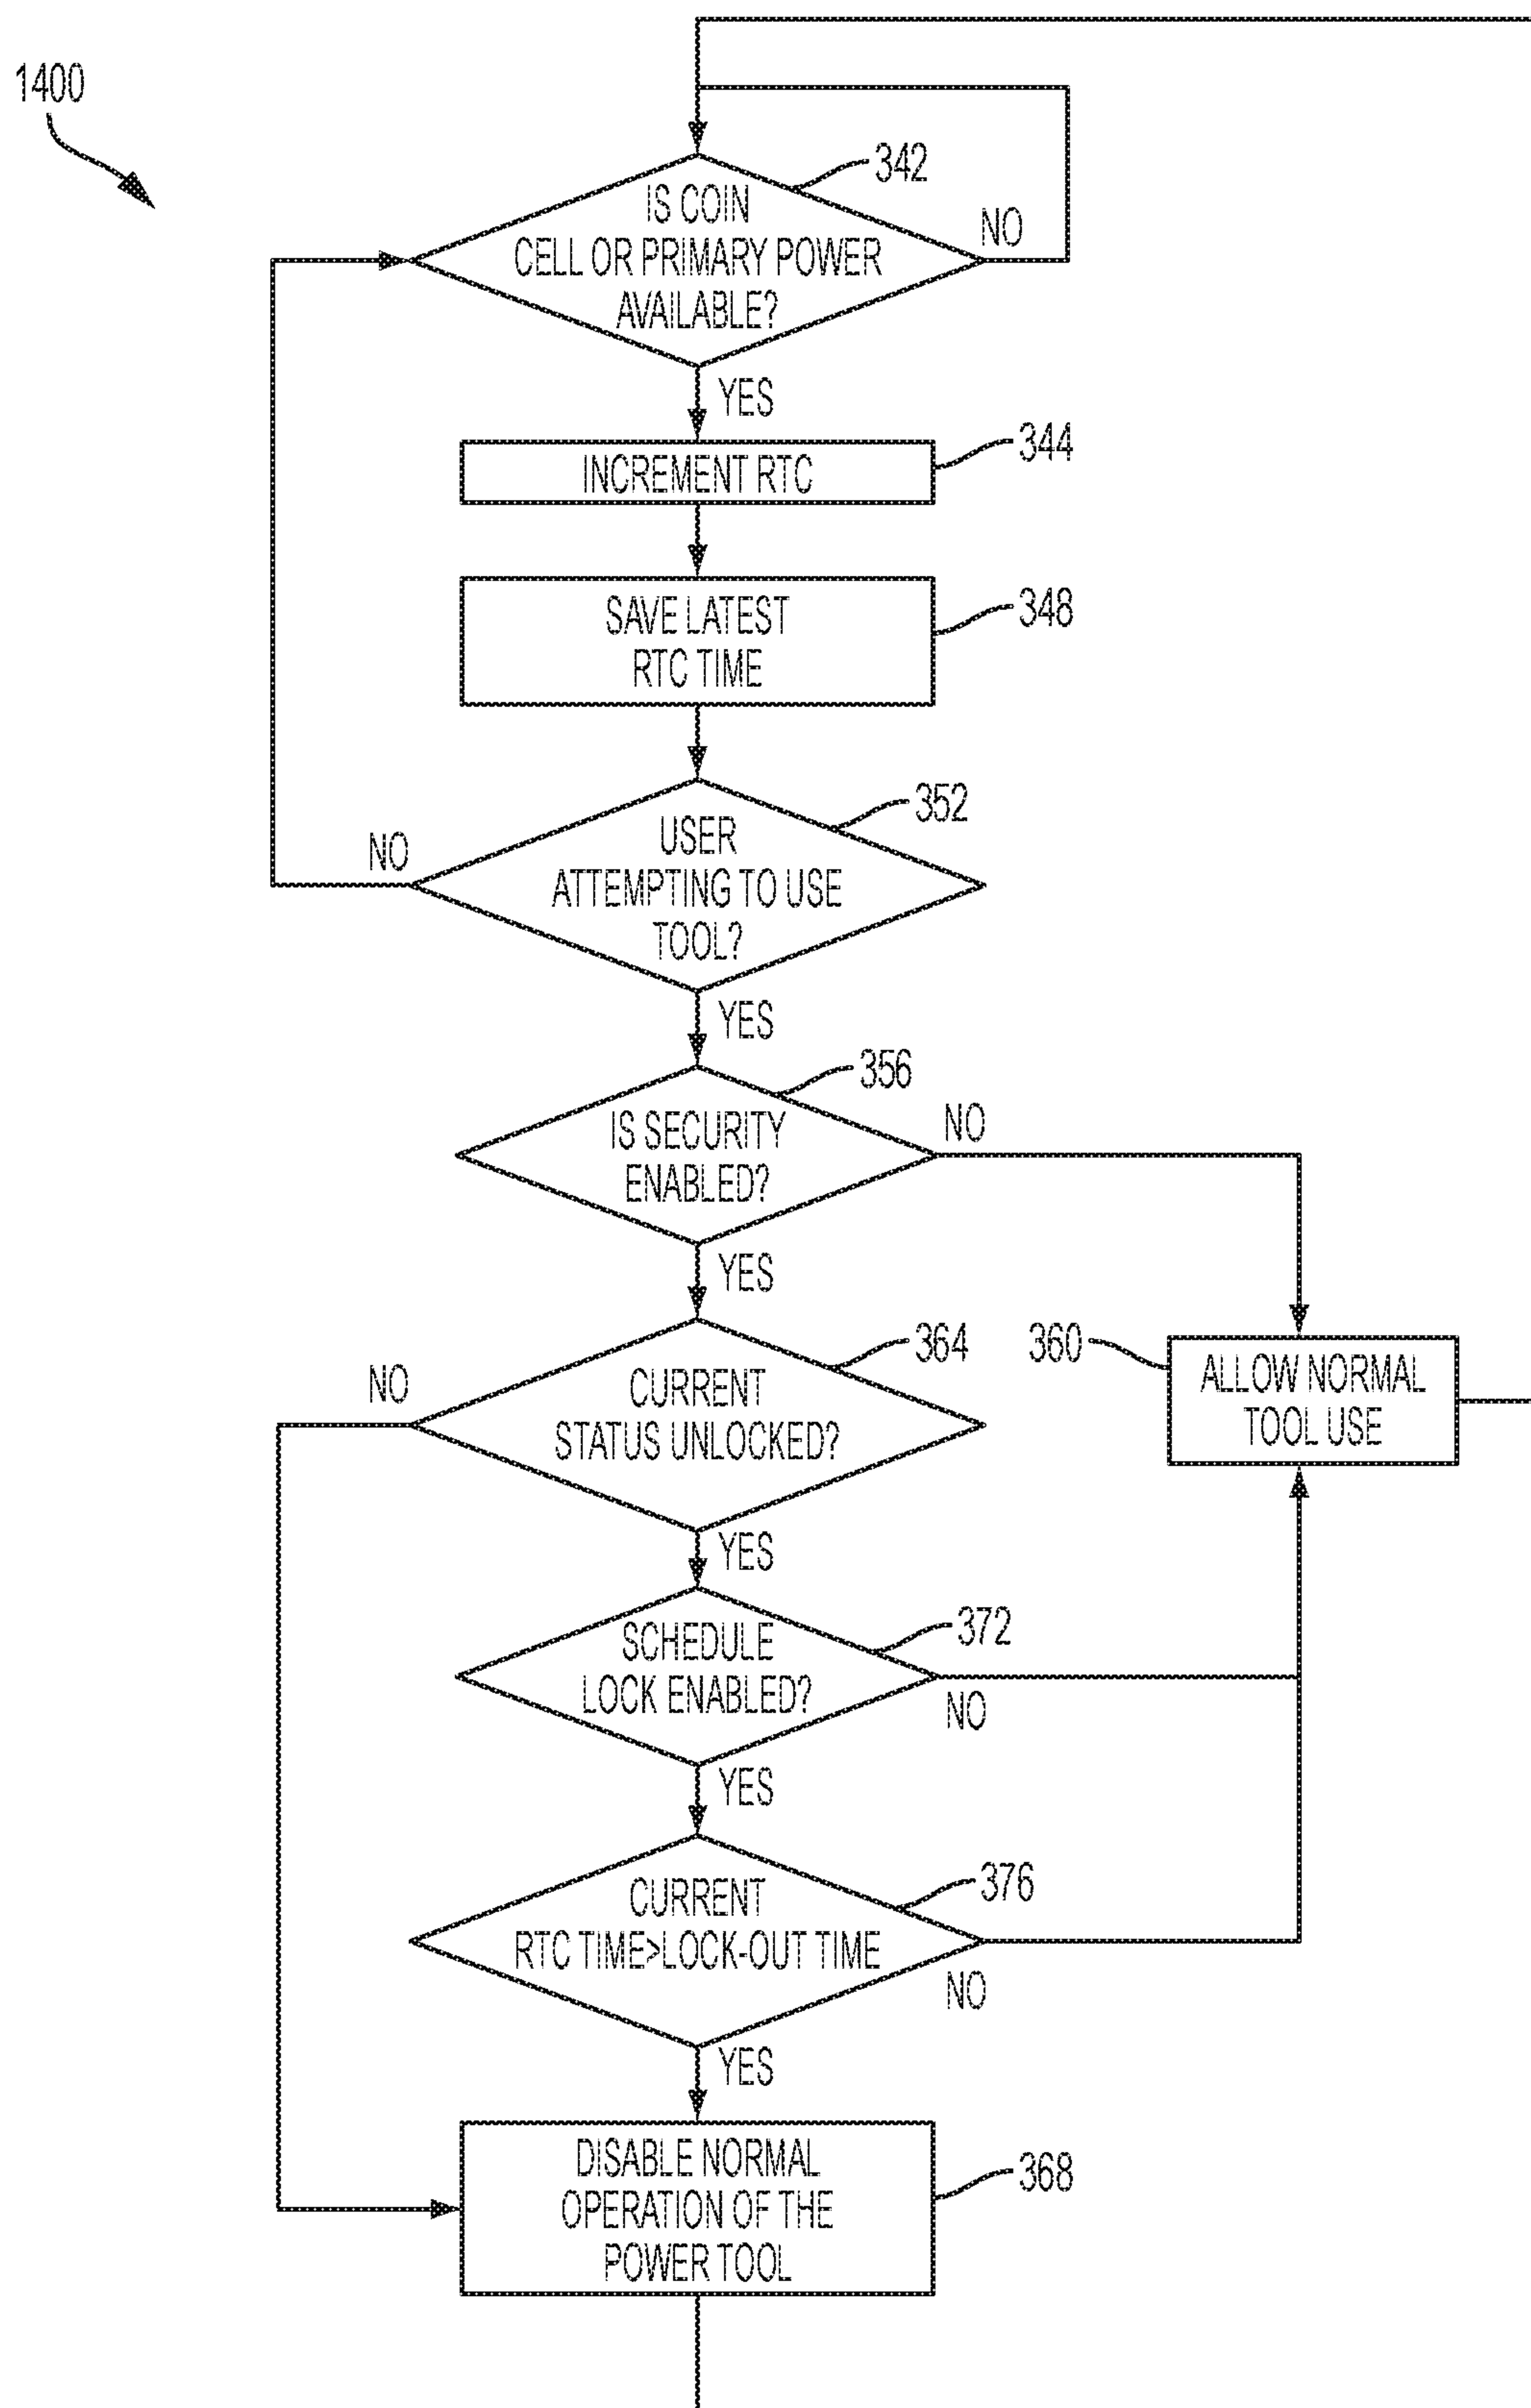 1400
342
IS COIN
CELL OR PRIMARY POWER
AVAILABLE?
NO
YES
INCREMENT RTC
344
SAVE LATEST
RTC TIME
348
352
USER
ATTEMPTING TO USE
TOOL?
NO
YES
356
IS SECURITY
ENABLED?
NO
YES
364
CURRENT
STATUS UNLOCKED?
NO
360
ALLOW NORMAL
TOOL USE
YES
372
SCHEDULE
LOCK ENABLED?
NO
YES
376
CURRENT
RTC TIME>LOCK-OUT TIME
NO
YES
DISABLE NORMAL
OPERATION OF THE
POWER TOOL
368